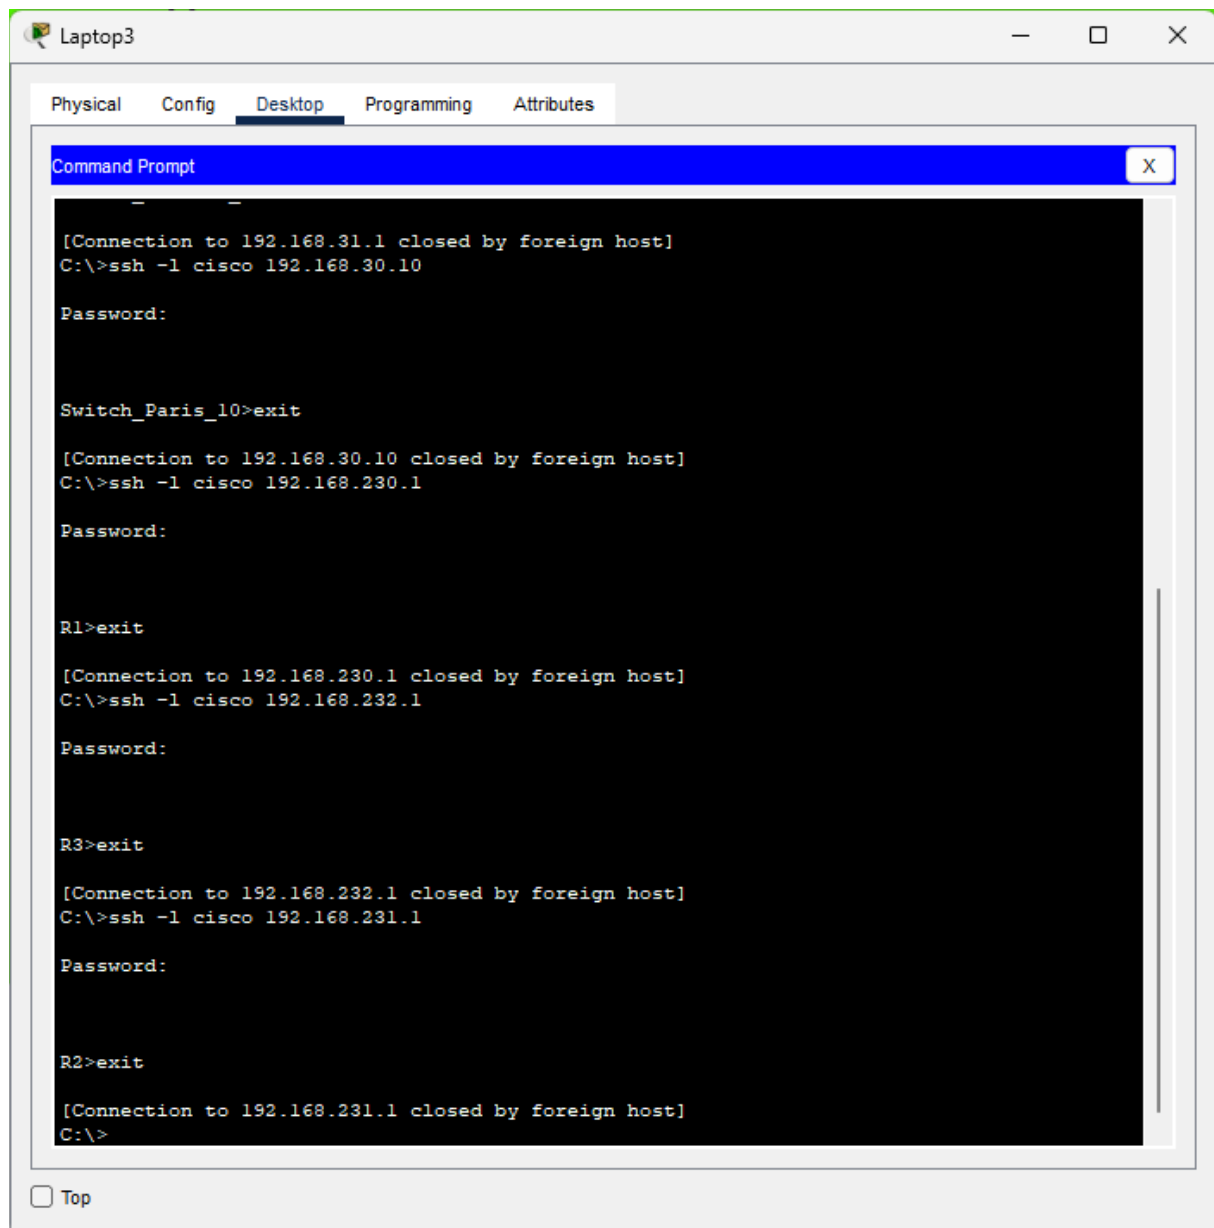 Laptop3
Physical Config Desktop Programming Attributes
Command Prompt
X
[Connection to 192.168.31.1 closed by foreign host]
C:\>ssh -l cisco 192.168.30.10
Password:
Switch_Paris_10>exit
[Connection to 192.168.30.10 closed by foreign host]
C:\>ssh -l cisco 192.168.230.1
Password:
R1>exit
[Connection to 192.168.230.1 closed by foreign host]
C:\>ssh -l cisco 192.168.232.1
Password:
R3>exit
[Connection to 192.168.232.1 closed by foreign host]
C:\>ssh -l cisco 192.168.231.1
Password:
R2>exit
[Connection to 192.168.231.1 closed by foreign host]
C:\>
Top